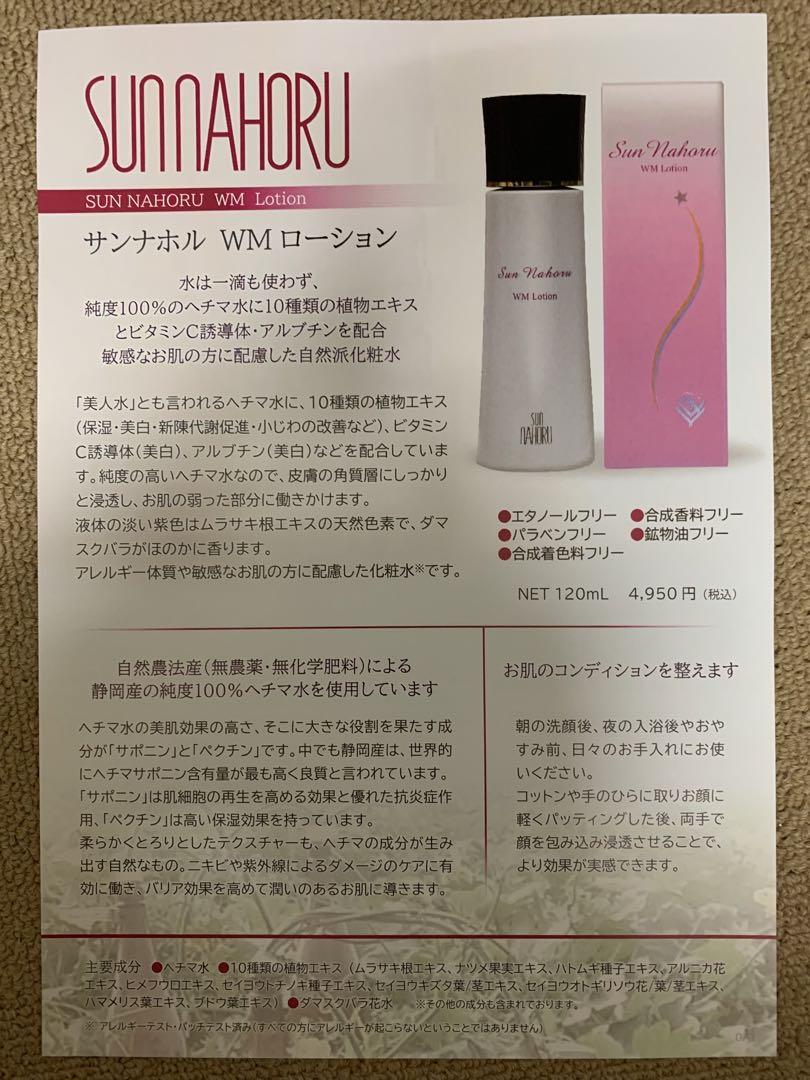 SUN NAHORU
SUN NAHORU WM Lotion
サンナホル WMローション
水は一滴も使わず、
純度100%のヘチマ水に10種類の植物エキス
とビタミンC誘導体・アルブチンを配合
敏感なお肌の方に配慮した自然派化粧水
「美人水」とも言われるヘチマ水に、10種類の植物エキス
(保湿・美白・新陳代謝促進・小じわの改善など)、ビタミン
C誘導体(美白)、アルブチン(美白)などを配合していま
す。純度の高いヘチマ水なので、皮膚の角質層にしっかり
と浸透し、お肌の弱った部分に働きかけます。
液体の淡い紫色はムラサキ根エキスの天然色素で、ダマ
スクバラがほのかに香ります。
アレルギー体質や敏感なお肌の方に配慮した化粧水※です。
Sun Nahoru
WM Lotion
SUN
NAHORU
Sun Nahoru
WM Lotion
●エタノールフリー ●合成香料フリー
●パラベンフリー ●鉱物油フリー
●合成着色料フリー
NET 120mL 4,950円(税込)
自然農法産(無農薬・無化学肥料)による
静岡産の純度100%ヘチマ水を使用しています
ヘチマ水の美肌効果の高さ、そこに大きな役割を果たす成
分が「サポニン」と「ペクチン」です。中でも静岡産は、世界的
にヘチマサポニン含有量が最も高く良質と言われています。
「サポニン」は肌細胞の再生を高める効果と優れた抗炎症作
用、「ペクチン」は高い保湿効果を持っています。
柔らかくとろりとしたテクスチャーも、ヘチマの成分が生み
出す自然なもの。ニキビや紫外線によるダメージのケアに有
効に働き、バリア効果を高めて潤いのあるお肌に導きます。
お肌のコンディションを整えます
朝の洗顔後、夜の入浴後やおや
すみ前、日々のお手入れにお使
いください。
コットンや手のひらに取りお顔に
軽くパッティングした後、両手で
顔を包み込み浸透させることで、
より効果が実感できます。
主要成分 ●ヘチマ水 ●10種類の植物エキス(ムラサキ根エキス、ナツメ果実エキス、ハトムギ種子エキス、アルニカ花
エキス、ヒメフウロエキス、セイヨウトチノキ種子エキス、セイヨウキズタ葉/茎エキス、セイヨウオトギリソウ花/葉/茎エキス、
ハマメリス葉エキス、ブドウ葉エキス) ●ダマスクバラ花水 ※その他の成分も含まれております。
※ アレルギーテスト・パッチテスト済み(すべての方にアレルギーが起こらないということではありません)